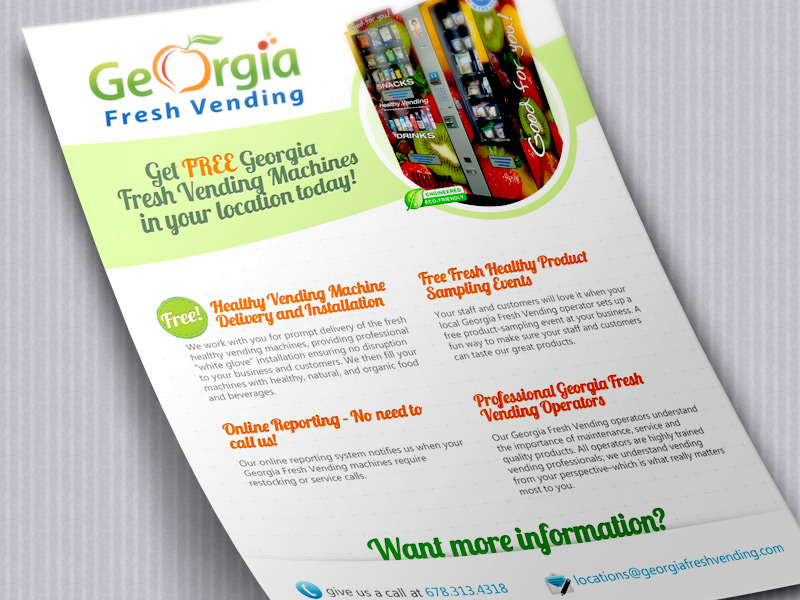 Georgia
Fresh Vending
Get FREE Georgia
Fresh Vending Machines
in your location today!
Good for you!
SNACKS
Healthy Vending
DRINKS
Good for you!
ENGINEERED
ECO-FRIENDLY
Free!
Healthy Vending Machine
Delivery and Installation
We work with you for prompt delivery of the fresh
healthy vending machines, providing professional
"white glove" installation ensuring no disruption
to your business and customers. We then fill your
machines with healthy, natural, and organic food
and beverages.
Online Reporting - No need to
call us!
Our online reporting system notifies us when your
Georgia Fresh Vending machines require
restocking or service calls.
Free Fresh Healthy Product
Sampling Events
Your staff and customers will love it when your
local Georgia Fresh Vending operator sets up a
free product-sampling event at your business. A
fun way to make sure your staff and customers
can taste our great products.
Professional Georgia Fresh
Vending Operators
Our Georgia Fresh Vending operators understand
the importance of maintenance, service and
quality products. All operators are highly trained
vending professionals; we understand vending
from your perspective–which is what really matters
most to you.
Want more information?
give us a call at 678.313.4318
locations@georgiafreshvending.com